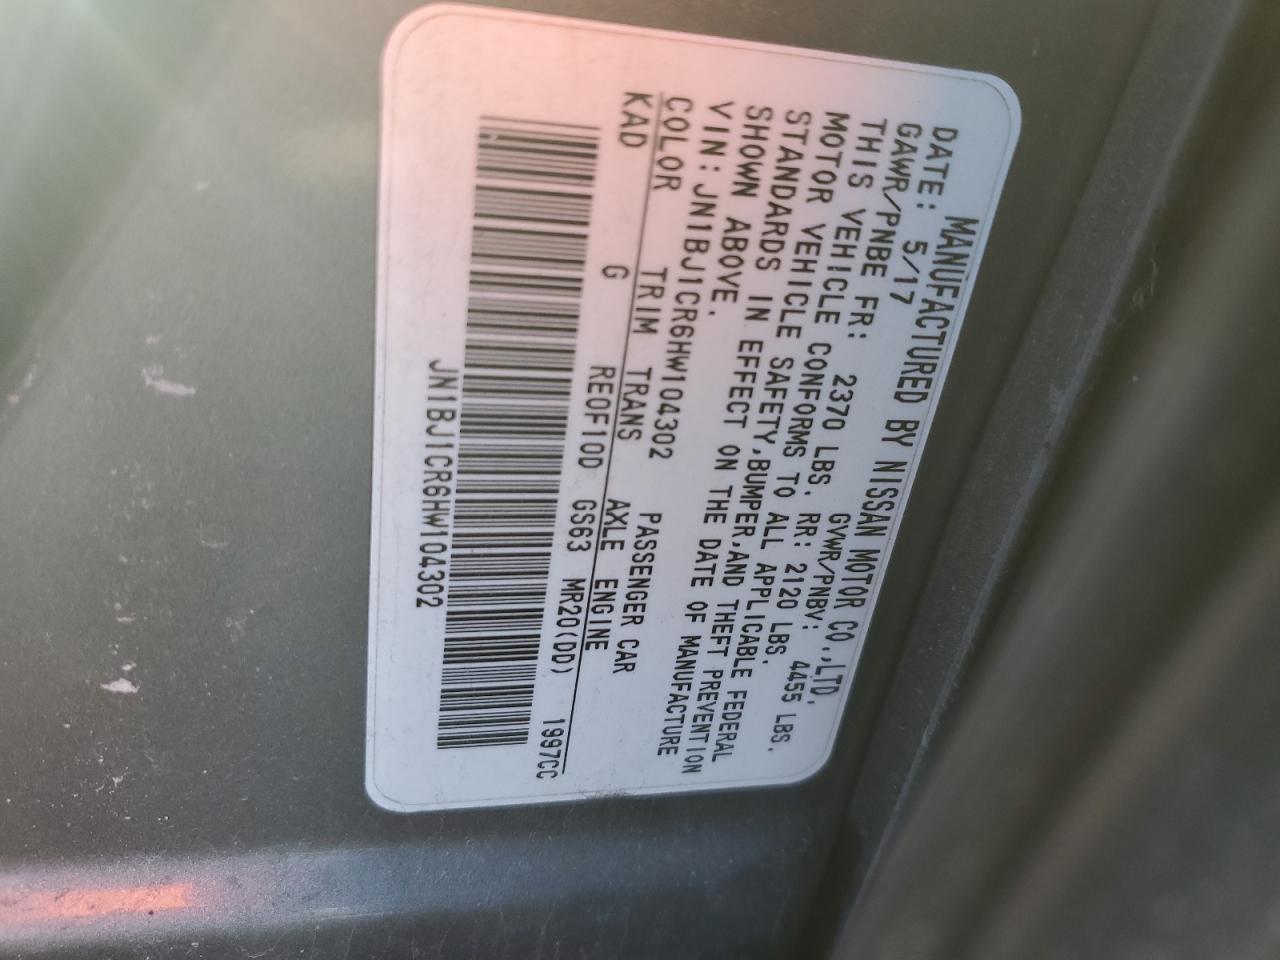 MANUFACTURED BY NISSAN MOTOR CO.,LTD.
DATE: 5/17 GVWR/PNBV: 4455 LBS.
GAWR/PNBE FR: 2370 LBS. RR: 2120 LBS.
THIS VEHICLE CONFORMS TO ALL APPLICABLE FEDERAL
MOTOR VEHICLE SAFETY,BUMPER,AND THEFT PREVENTION
STANDARDS IN EFFECT ON THE DATE OF MANUFACTURE
SHOWN ABOVE.
VIN: JN1BJ1CR6HW104302 PASSENGER CAR
COLOR TRIM TRANS AXLE ENGINE
KAD G RE0F10D GS63 MR20(DD) 1997CC
JN1BJ1CR6HW104302